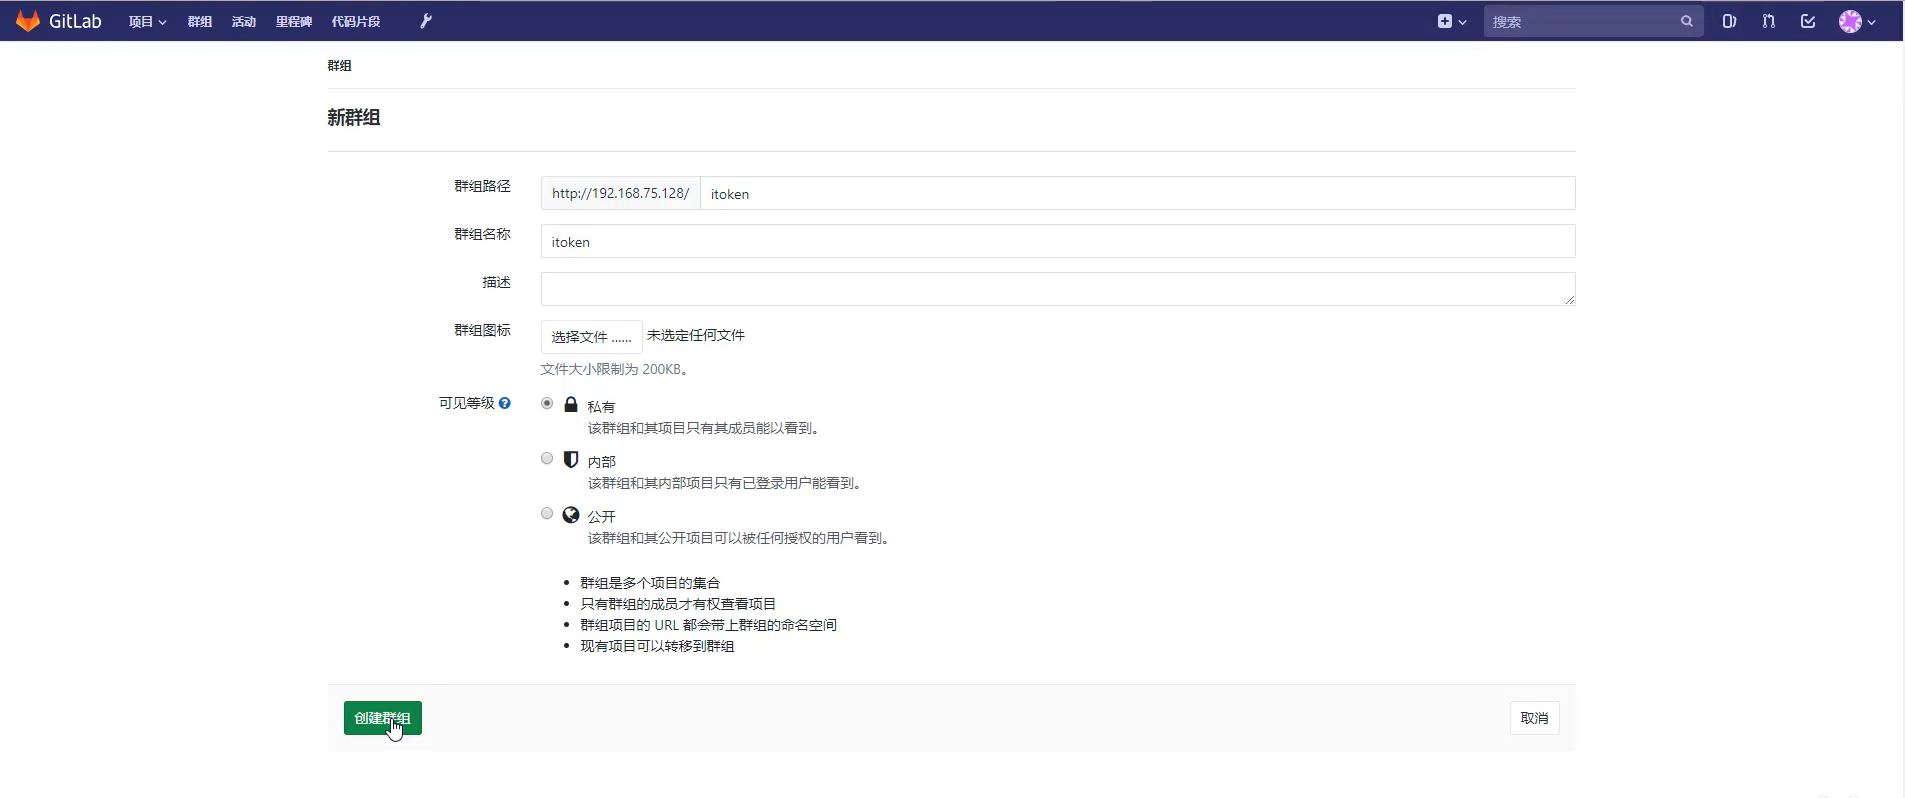 GitLab 项目 群组 活动 里程碑 代码片段 搜索
群组
新群组
群组路径 http://192.168.75.128/ itoken
群组名称 itoken
描述
群组图标 选择文件 ...... 未选定任何文件
文件大小限制为 200KB。
可见等级 私有
该群组和其项目只有其成员能以看到。
内部
该群组和其内部项目只有已登录用户能看到。
公开
该群组和其公开项目可以被任何授权的用户看到。
群组是多个项目的集合
只有群组的成员才有权查看项目
群组项目的 URL 都会带上群组的命名空间
现有项目可以转移到群组
创建群组 取消